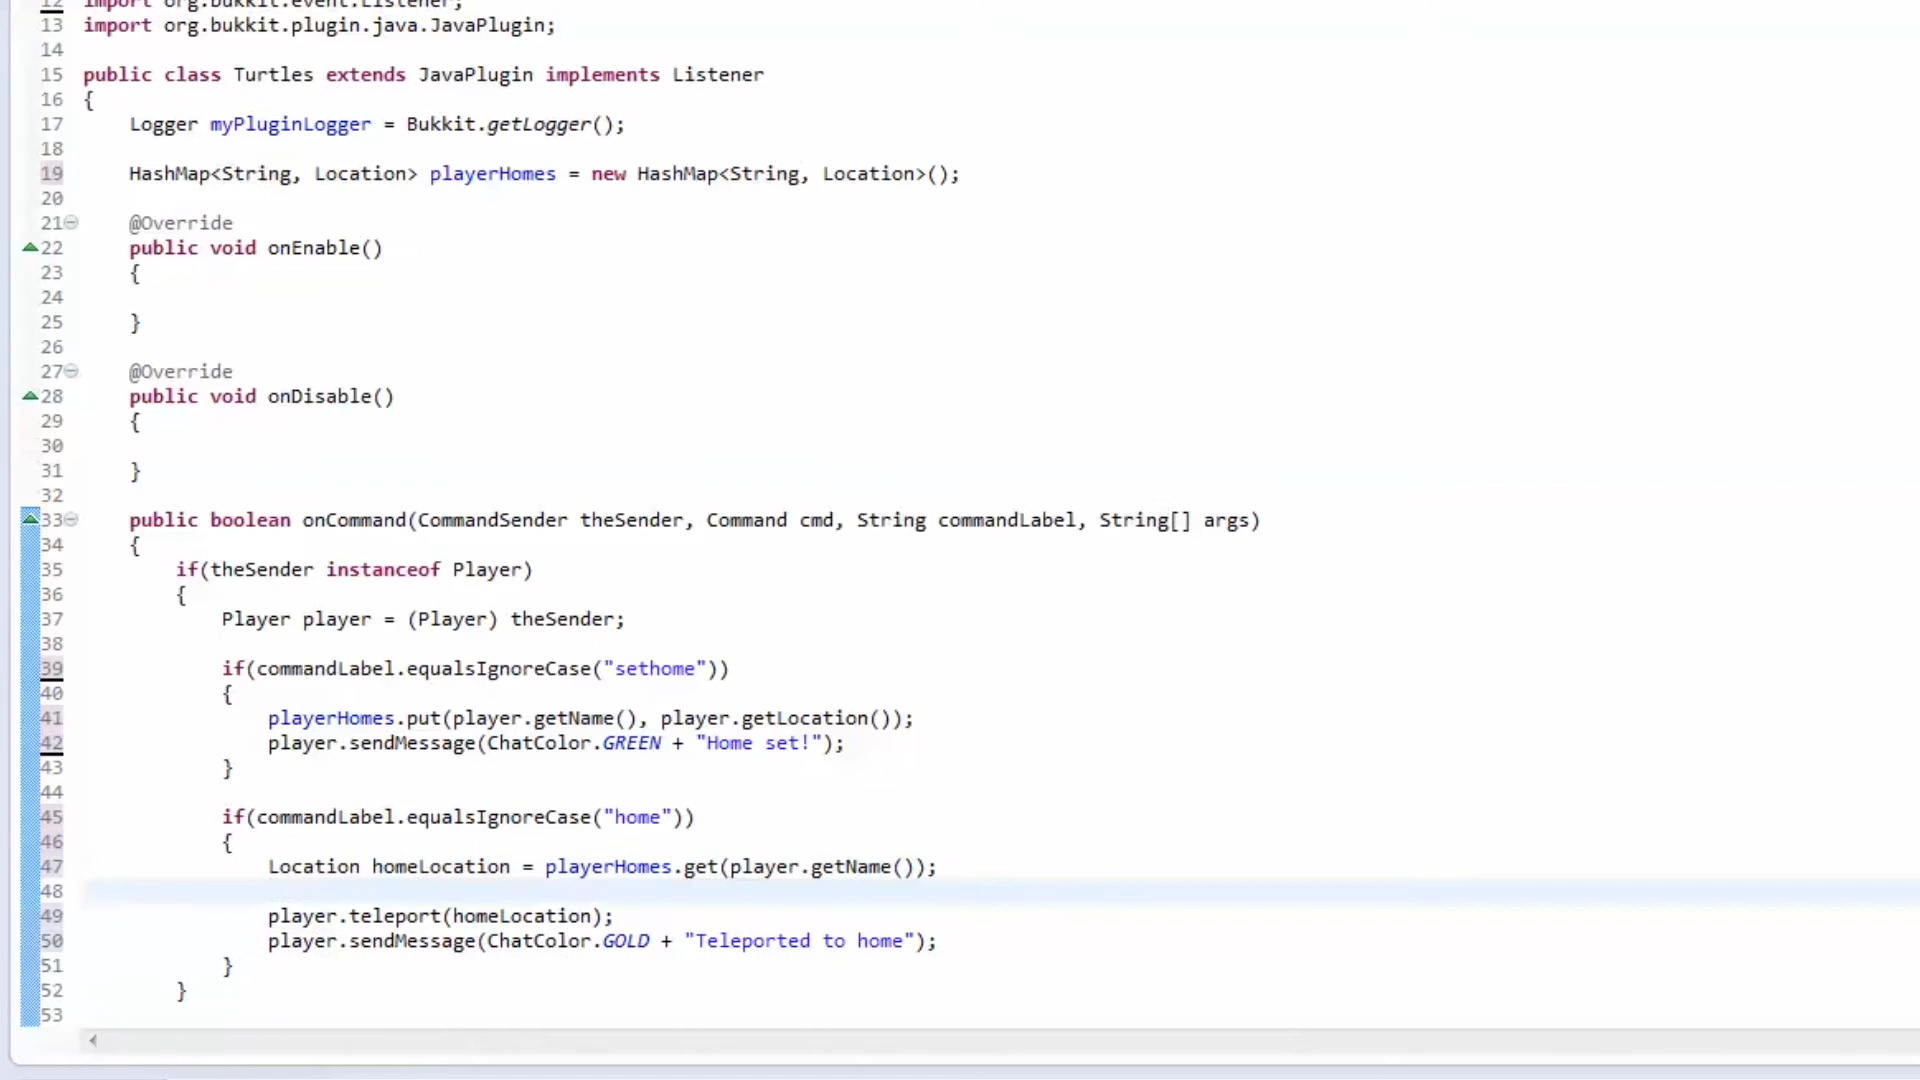 12 import org.bukkit.event.Listener;
13 import org.bukkit.plugin.java.JavaPlugin;
14
15 public class Turtles extends JavaPlugin implements Listener
16 {
17     Logger myPluginLogger = Bukkit.getLogger();
18
19     HashMap<String, Location> playerHomes = new HashMap<String, Location>();
20
21     @Override
22     public void onEnable()
23     {
24
25     }
26
27     @Override
28     public void onDisable()
29     {
30
31     }
32
33     public boolean onCommand(CommandSender theSender, Command cmd, String commandLabel, String[] args)
34     {
35         if(theSender instanceof Player)
36         {
37             Player player = (Player) theSender;
38
39             if(commandLabel.equalsIgnoreCase("sethome"))
40             {
41                 playerHomes.put(player.getName(), player.getLocation());
42                 player.sendMessage(ChatColor.GREEN + "Home set!");
43             }
44
45             if(commandLabel.equalsIgnoreCase("home"))
46             {
47                 Location homeLocation = playerHomes.get(player.getName());
48
49                 player.teleport(homeLocation);
50                 player.sendMessage(ChatColor.GOLD + "Teleported to home");
51             }
52         }
53